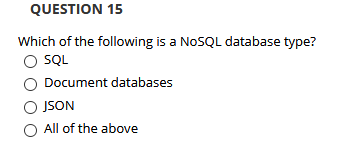 QUESTION 15
Which of the following is a NoSQL database type?
SQL
Document databases
JSON
All of the above